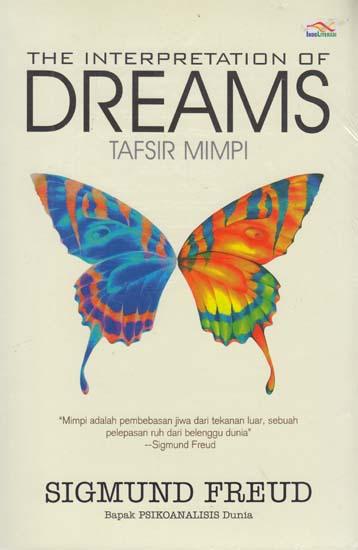 INDOLITERASI
THE INTERPRETATION OF
DREAMS
TAFSIR MIMPI
"Mimpi adalah pembebasan jiwa dari tekanan luar, sebuah
pelepasan ruh dari belenggu dunia"
--Sigmund Freud
SIGMUND FREUD
Bapak PSIKOANALISIS Dunia